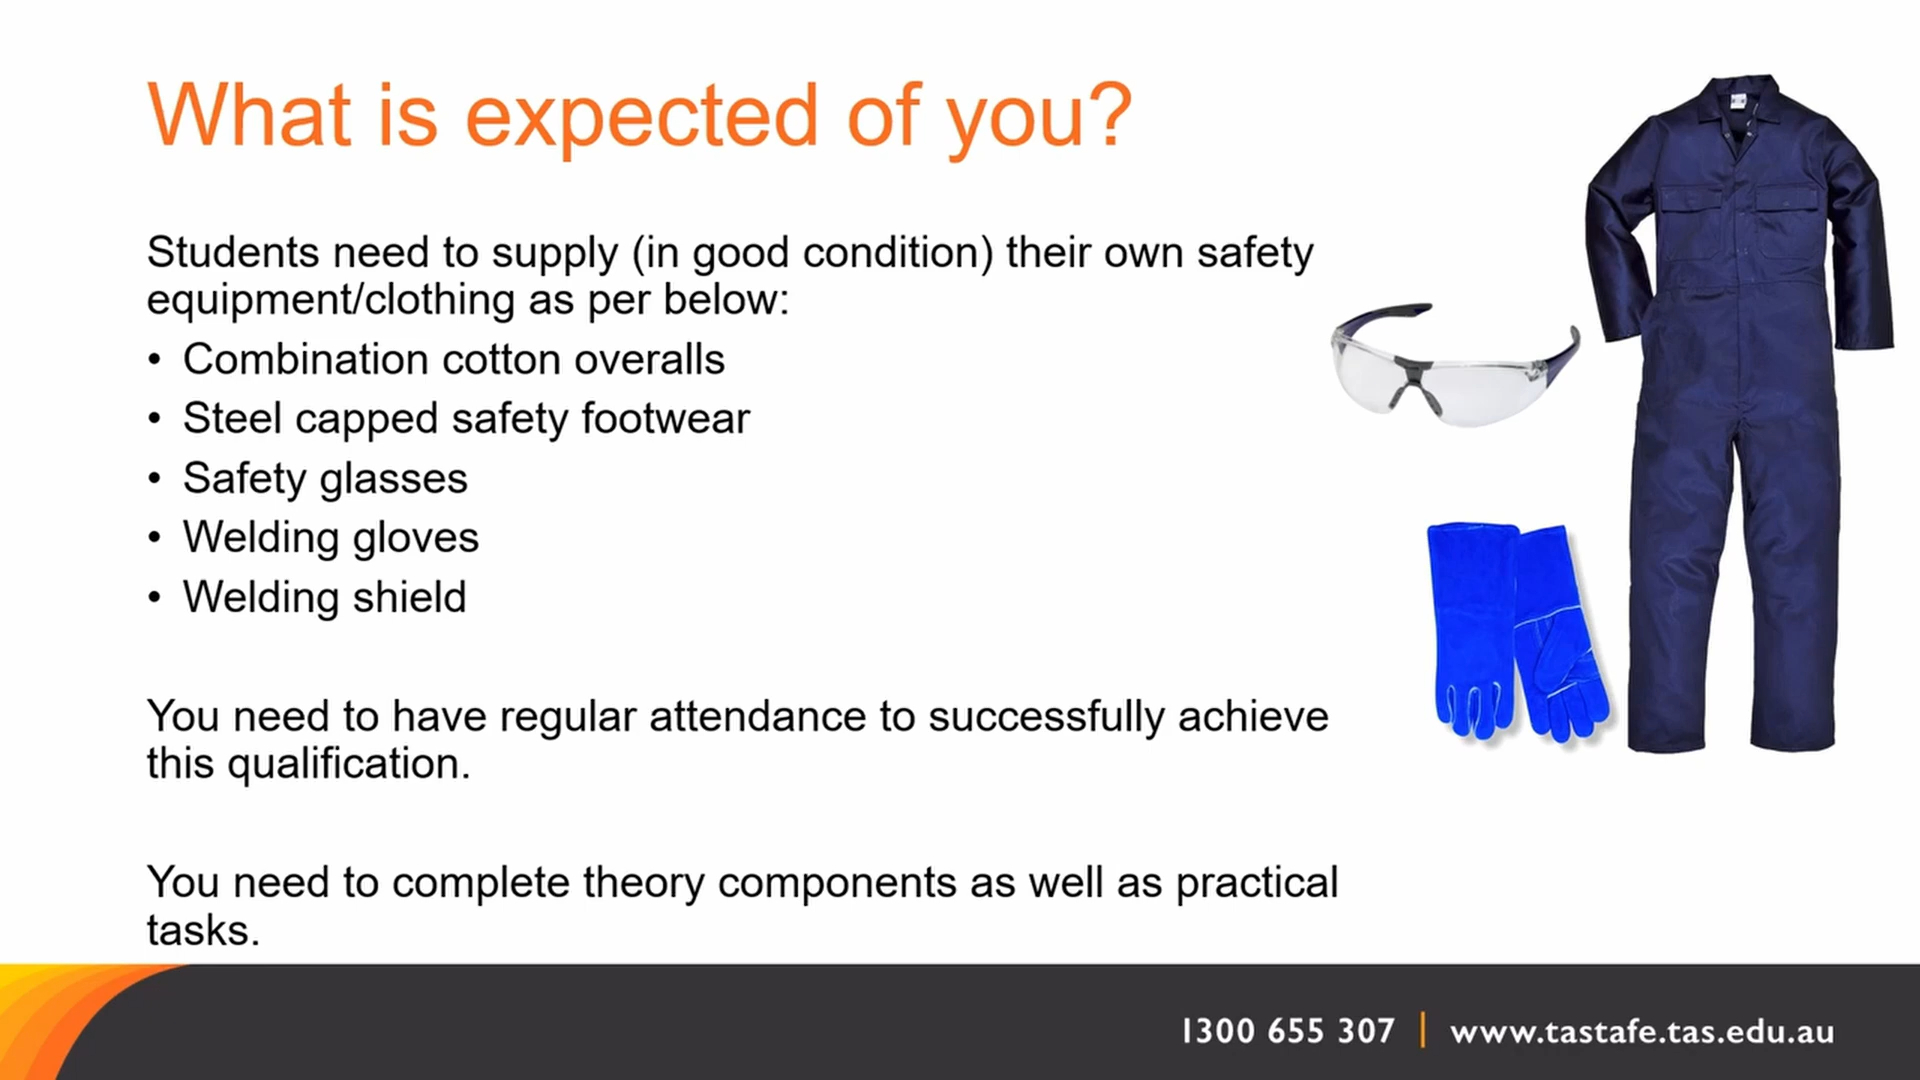 What is expected of you?
Students need to supply (in good condition) their own safety
equipment/clothing as per below:
• Combination cotton overalls
• Steel capped safety footwear
• Safety glasses
• Welding gloves
• Welding shield
You need to have regular attendance to successfully achieve
this qualification.
You need to complete theory components as well as practical
tasks.
1300 655 307 | www.tastafe.tas.edu.au